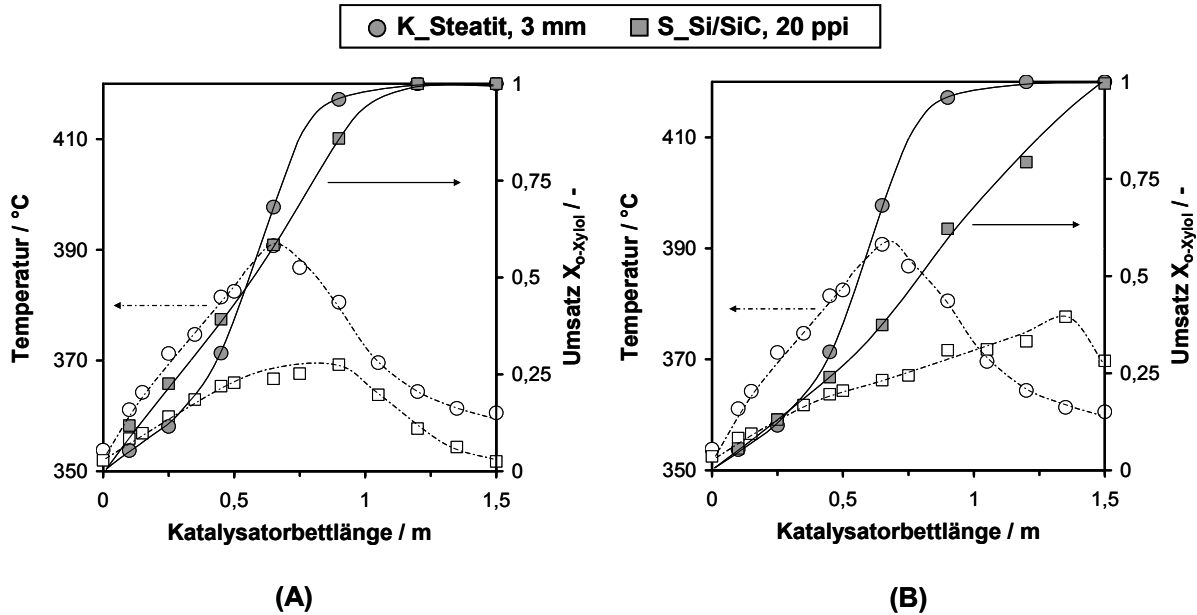 K_Steatit, 3 mm S_Si/SiC, 20 ppi
410
390
370
350
Temperatur / °C
1
0,75
0,5
0,25
0
Umsatz X o-Xylol / -
0 0,5 1 1,5
Katalysatorbettlänge / m
(A)
410
390
370
350
Temperatur / °C
1
0,75
0,5
0,25
0
Umsatz X o-Xylol / -
0 0,5 1 1,5
Katalysatorbettlänge / m
(B)